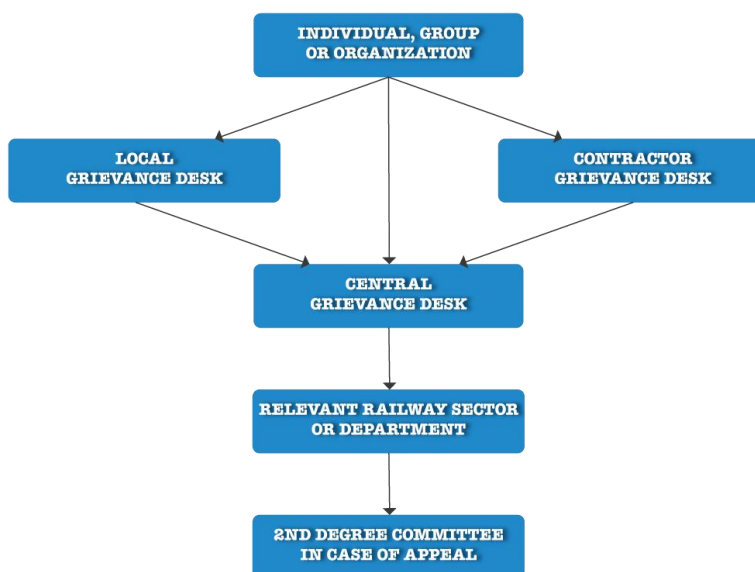 INDIVIDUAL, GROUP
OR ORGANIZATION
LOCAL
GRIEVANCE DESK
CONTRACTOR
GRIEVANCE DESK
CENTRAL
GRIEVANCE DESK
RELEVANT RAILWAY SECTOR
OR DEPARTMENT
2ND DEGREE COMMITTEE
IN CASE OF APPEAL